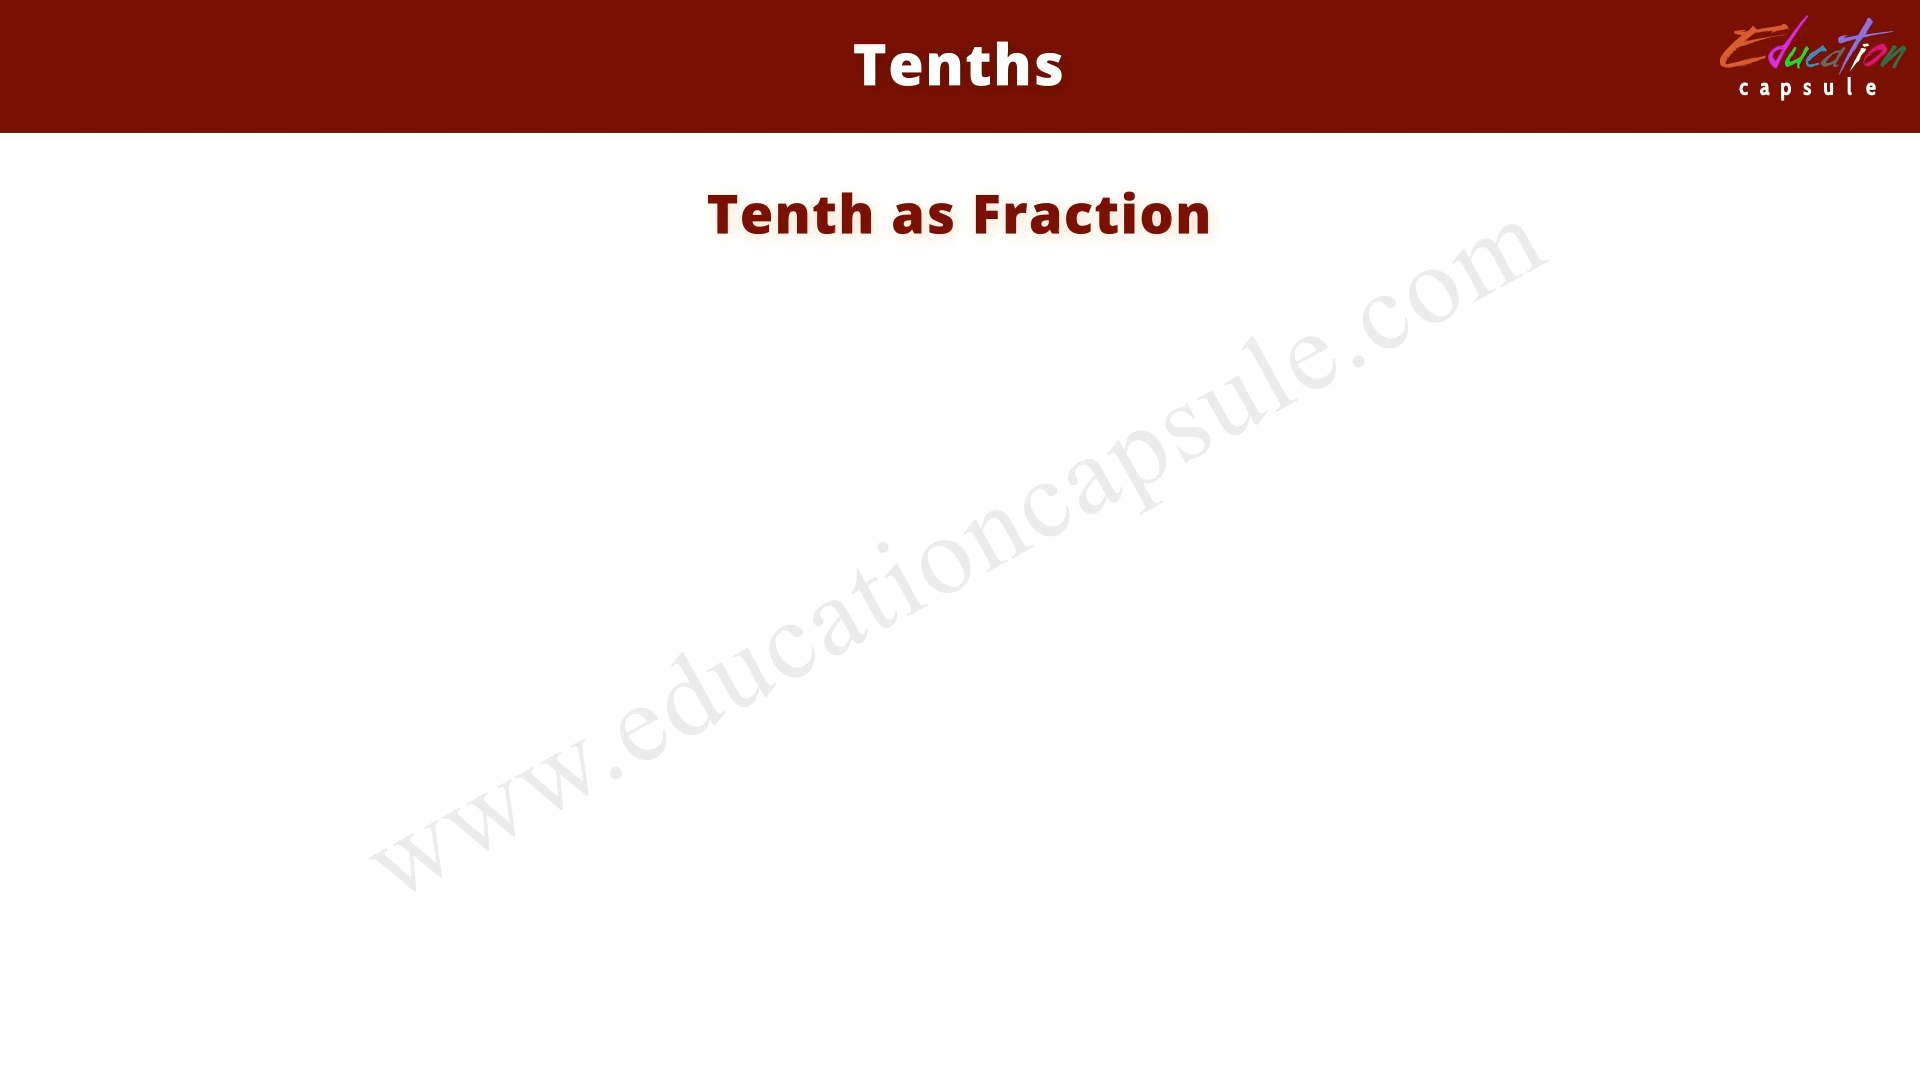 Tenths
Education
capsule
Tenth as Fraction
www.educationcapsule.com